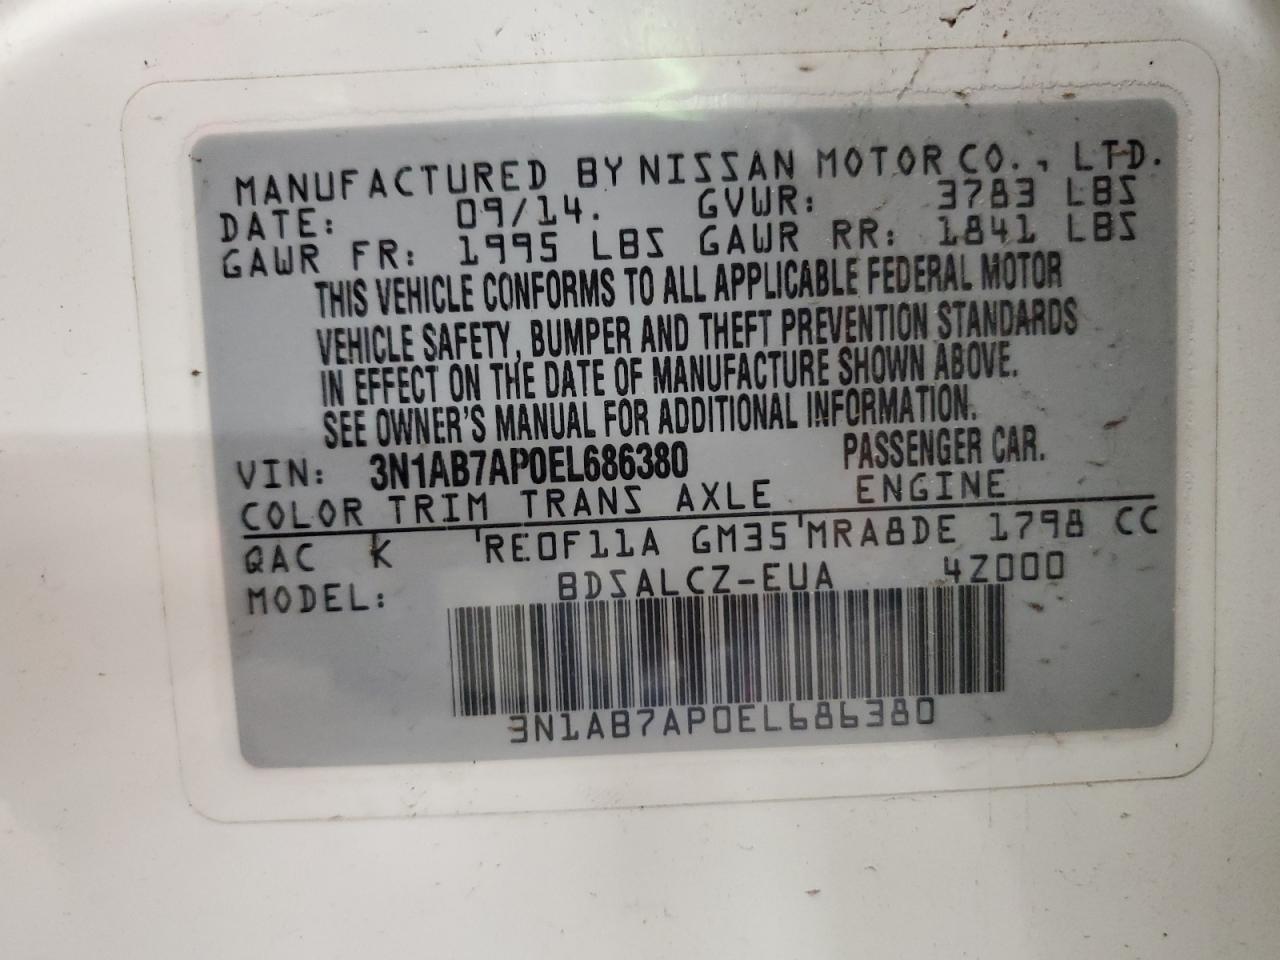 MANUFACTURED BY NISSAN MOTOR CO., LTD.
DATE: 09/14. GVWR: 3783 LBS
GAWR FR: 1995 LBS GAWR RR: 1841 LBS
THIS VEHICLE CONFORMS TO ALL APPLICABLE FEDERAL MOTOR
VEHICLE SAFETY, BUMPER AND THEFT PREVENTION STANDARDS
IN EFFECT ON THE DATE OF MANUFACTURE SHOWN ABOVE.
SEE OWNER'S MANUAL FOR ADDITIONAL INFORMATION.
VIN: 3N1AB7AP0EL686380 PASSENGER CAR.
COLOR TRIM TRANS AXLE ENGINE
QAC K RE0F11A GM35 MRA8DE 1798 CC
MODEL: BDSALCZ-EUA 4Z000
3N1AB7AP0EL686380